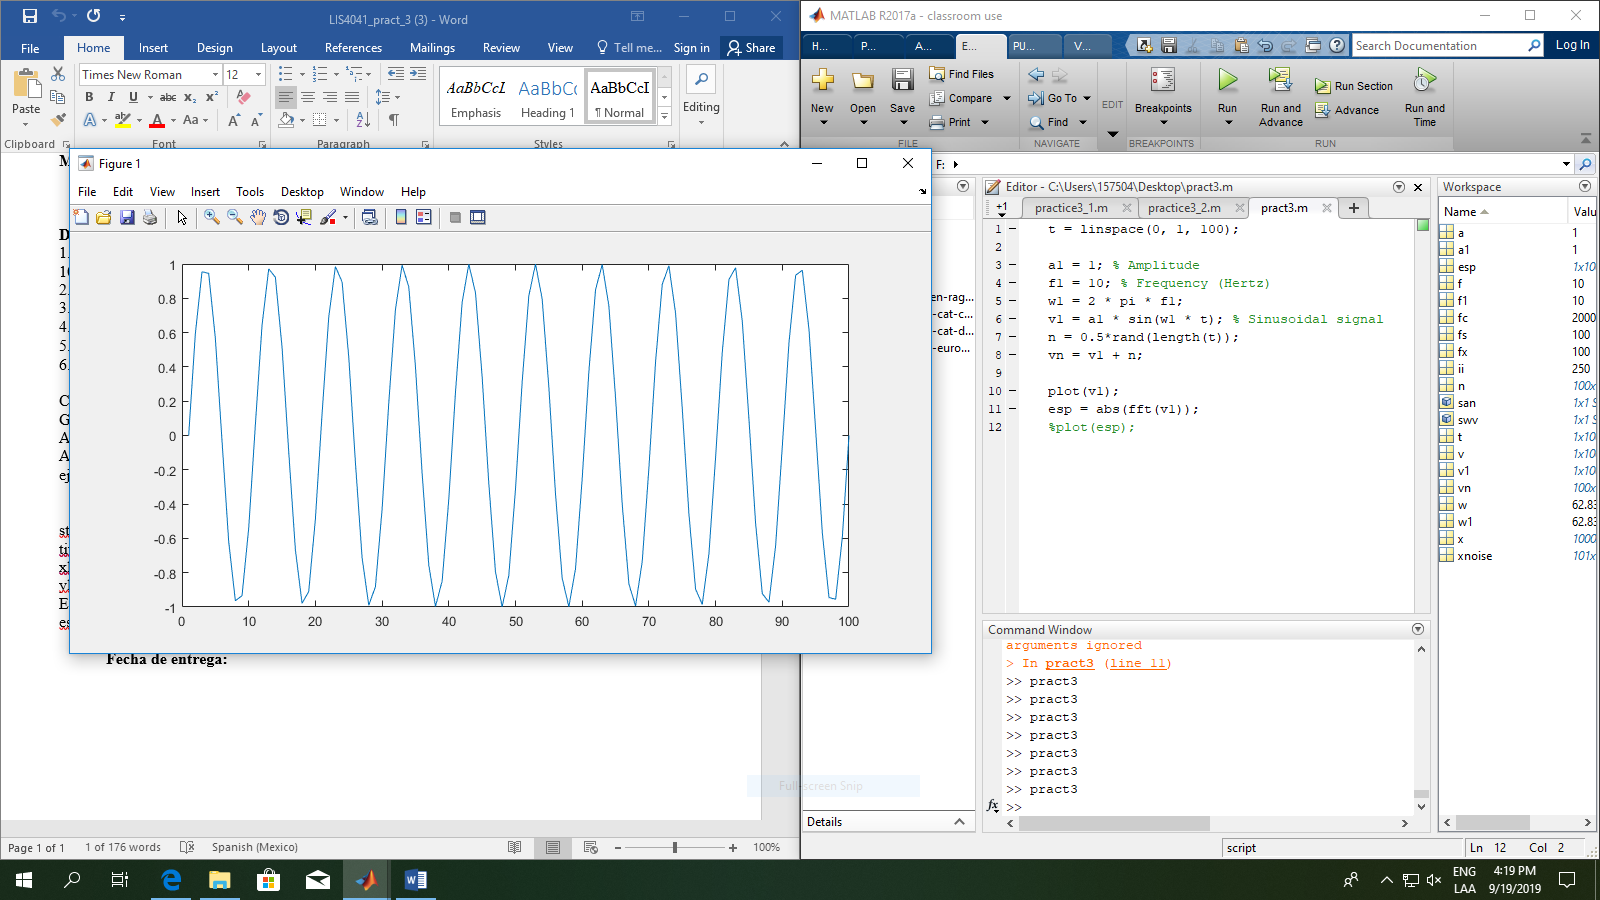 LIS4041_pract_3 (3) - Word
File
Home
Insert
Design
Layout
References
Mailings
Review
View
Tell me...
Sign in
Share
Paste
Times New Roman
12
B I U abc x₂ x²
Aa
AaBbCcI
Emphasis
AaBbCc
Heading 1
AaBbCcI
¶ Normal
Editing
Clipboard
Font
Paragraph
Styles
Figure 1
File
Edit
View
Insert
Tools
Desktop
Window
Help
1
0.8
0.6
0.4
0.2
0
-0.2
-0.4
-0.6
-0.8
-1
0
10
20
30
40
50
60
70
80
90
100
Fecha de entrega:
Full-screen Snip
Page 1 of 1
1 of 176 words
Spanish (Mexico)
100%
MATLAB R2017a - classroom use
H...
P...
A...
E...
PU...
V...
Search Documentation
Log In
New
Open
Save
Find Files
Compare
Print
Go To
Find
EDIT
Breakpoints
Run
Run and Advance
Run Section
Advance
Run and Time
FILE
NAVIGATE
BREAKPOINTS
RUN
F:
en-rag...
-cat-c...
-cat-d...
-euro...
Details
Editor - C:\Users\157504\Desktop\pract3.m
+1
practice3_1.m
practice3_2.m
pract3.m
1 t = linspace(0, 1, 100);
2
3 a1 = 1; % Amplitude
4 f1 = 10; % Frequency (Hertz)
5 w1 = 2 * pi * f1;
6 v1 = a1 * sin(w1 * t); % Sinusoidal signal
7 n = 0.5*rand(length(t));
8 vn = v1 + n;
9
10 plot(v1);
11 esp = abs(fft(v1));
12 %plot(esp);
Command Window
arguments ignored
> In pract3 (line 11)
>> pract3
>> pract3
>> pract3
>> pract3
>> pract3
>> pract3
>> pract3
fx >>
Workspace
Name
Valu
a 1
a1 1
esp 1x10
f 10
f1 10
fc 2000
fs 100
fx 100
ii 250
n 100x
san 1x1 S
swv 1x1 S
t 1x10
v 1x10
v1 1x10
vn 100x
w 62.83
w1 62.83
x 1000
xnoise 101x
script
Ln 12 Col 2
ENG
LAA
4:19 PM
9/19/2019